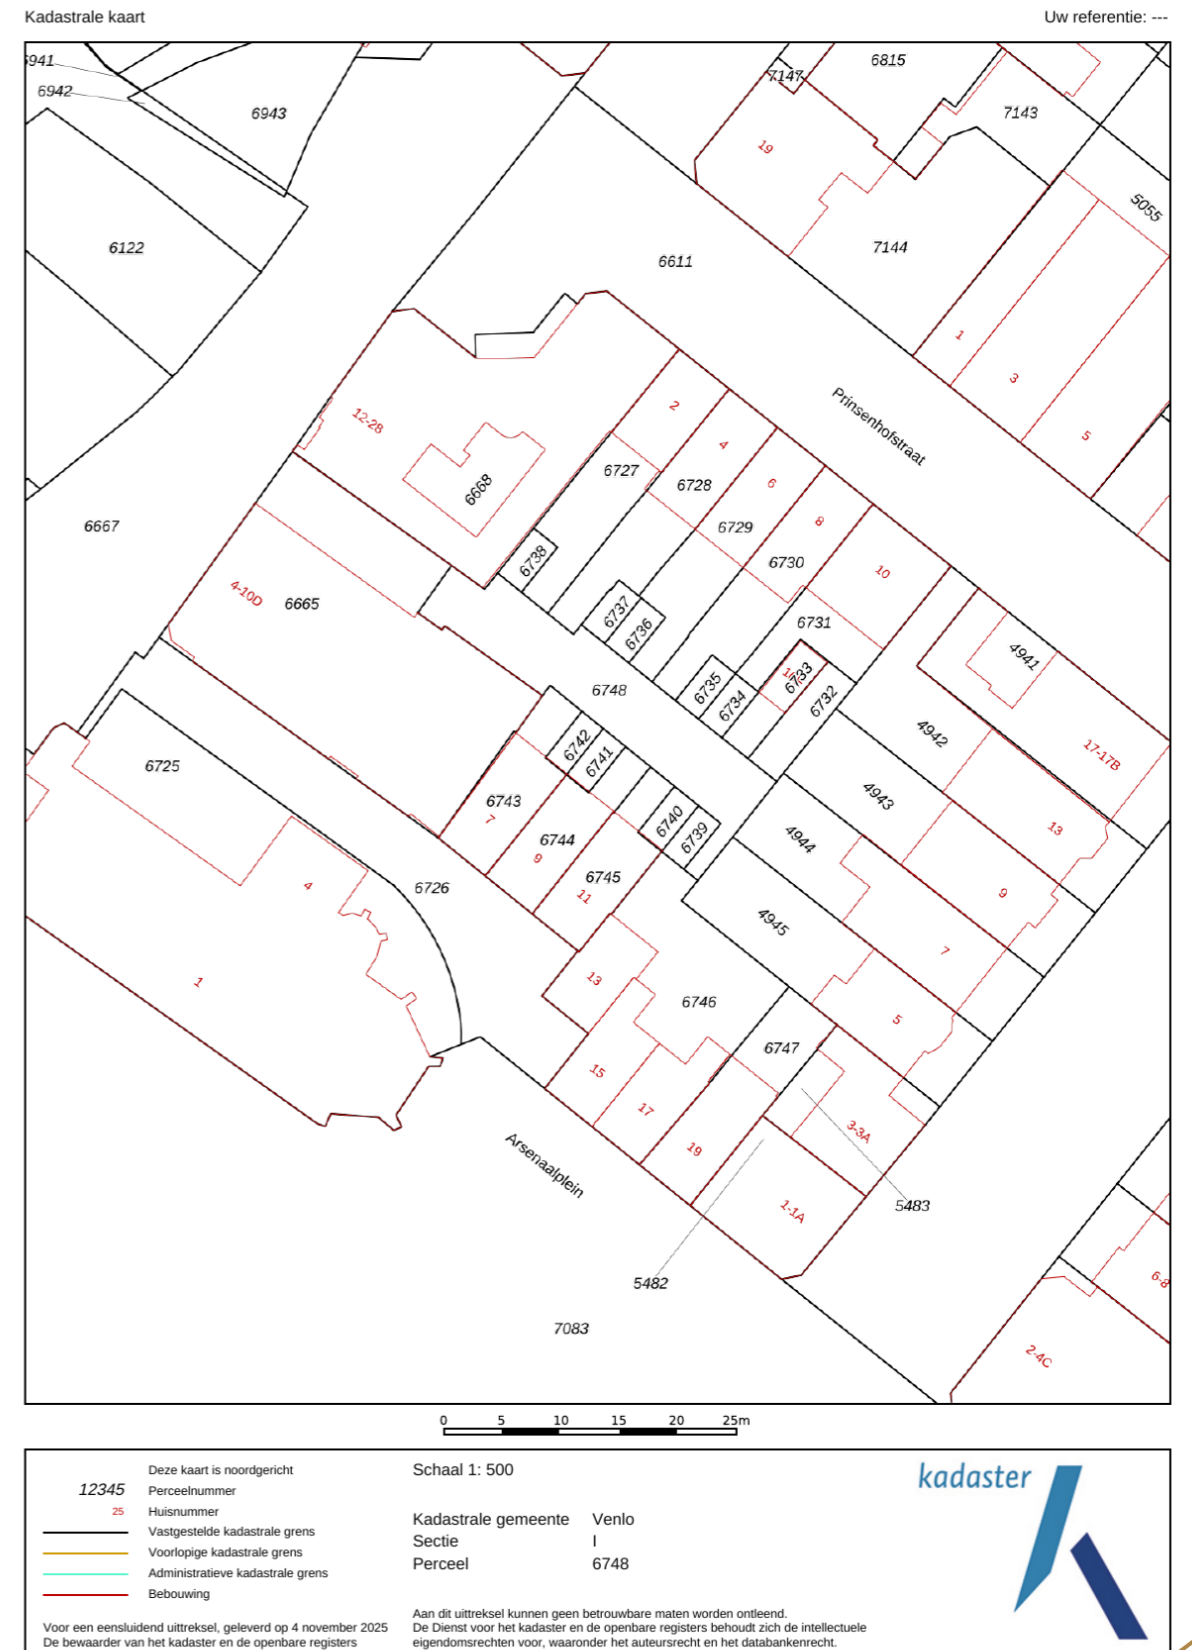 Kadastrale kaart
Uw referentie: ---
6941
6942
6943
6815
7147
7143
19
5055
6122
7144
6611
1
3
5
Prinsenhofstraat
12-28
2
4
6
8
10
6727
6728
6729
6730
6731
6668
6667
6738
6737
6736
4-10D
6665
6748
6735
6734
6733
6732
4941
4942
17-17B
6742
6741
6725
4943
6743
7
6740
6739
13
6744
9
4944
6745
11
4
6726
9
4945
7
1
13
6746
5
6747
15
17
3-3A
19
Arsenaalplein
1-1A
5483
5482
7083
6-8
2-4C
0 5 10 15 20 25m
12345
25
Deze kaart is noordgericht
Perceelnummer
Huisnummer
Vastgestelde kadastrale grens
Voorlopige kadastrale grens
Administratieve kadastrale grens
Bebouwing
Schaal 1: 500
Kadastrale gemeente Venlo
Sectie I
Perceel 6748
kadaster
Voor een eensluidend uittreksel, geleverd op 4 november 2025
De bewaarder van het kadaster en de openbare registers
Aan dit uittreksel kunnen geen betrouwbare maten worden ontleend.
De Dienst voor het kadaster en de openbare registers behoudt zich de intellectuele
eigendomsrechten voor, waaronder het auteursrecht en het databankenrecht.